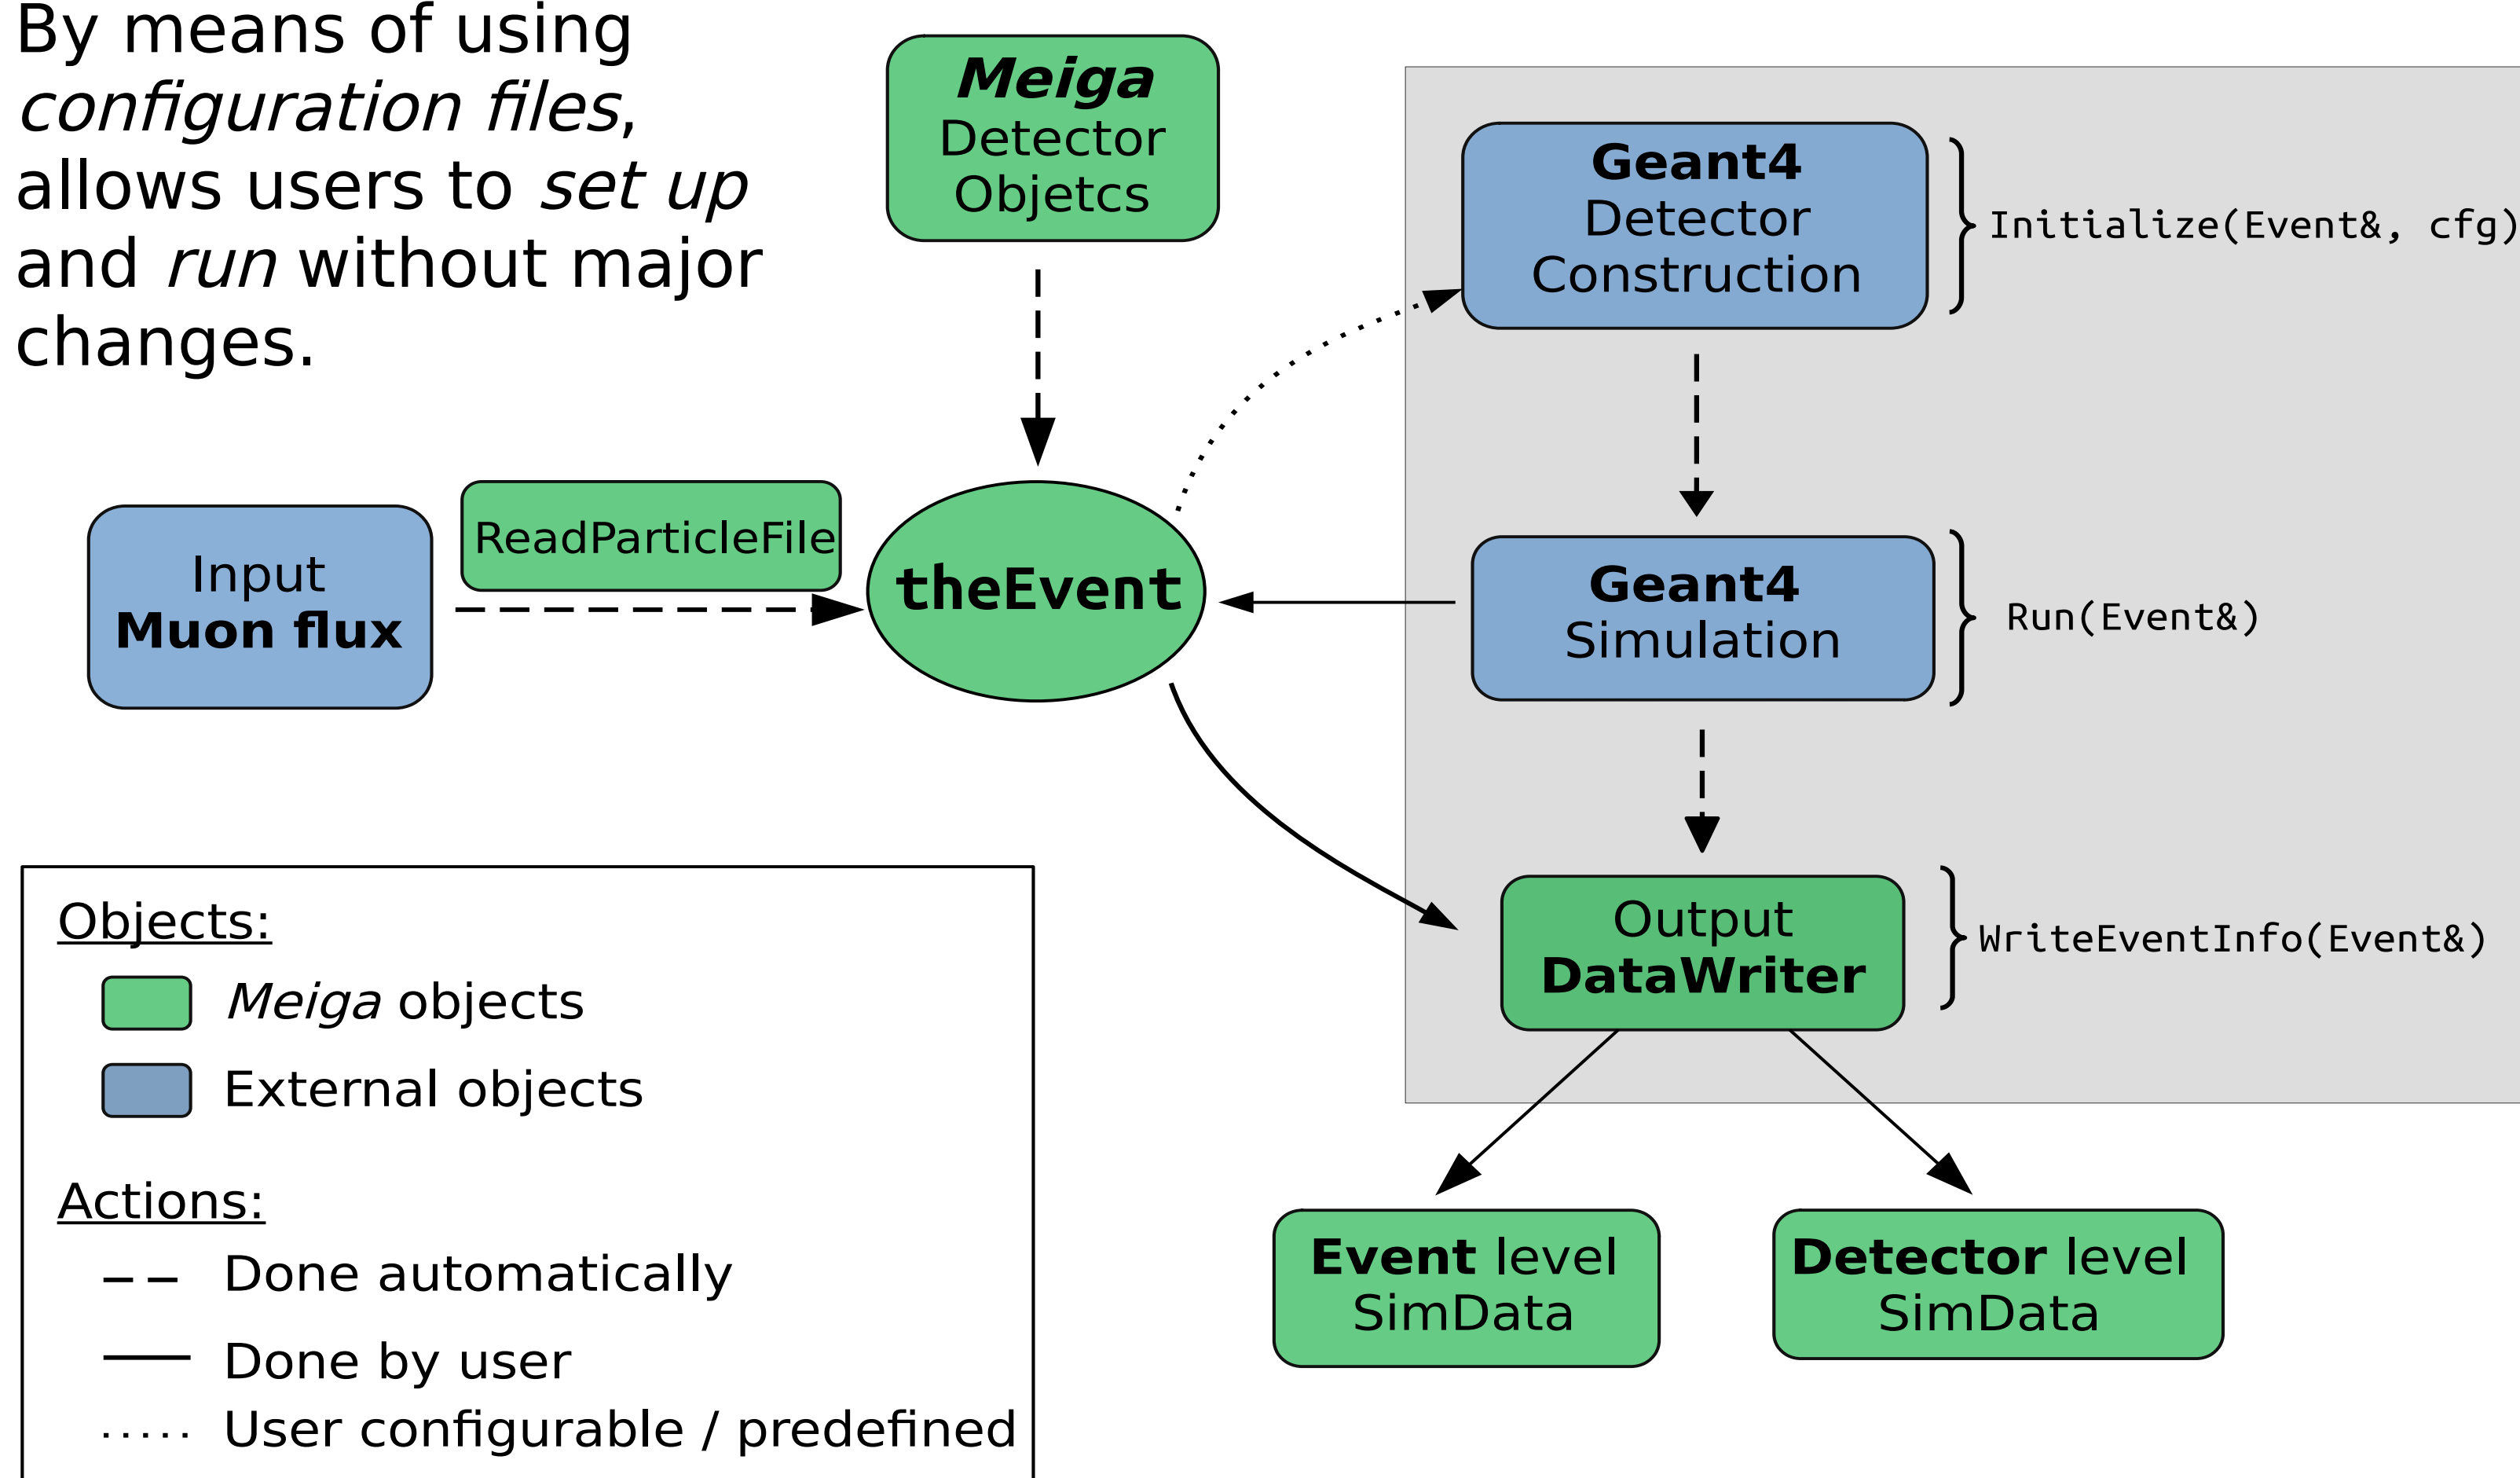 By means of using
configuration files,
allows users to set up
and run without major
changes.
Meiga
Detector
Objetcs
Geant4
Detector
Construction
Initialize(Event&, cfg)
Input
Muon flux
ReadParticleFile
theEvent
Geant4
Simulation
Run(Event&)
Output
DataWriter
WriteEventInfo(Event&)
Event level
SimData
Detector level
SimData
Objects:
Meiga objects
External objects
Actions:
Done automatically
Done by user
User configurable / predefined